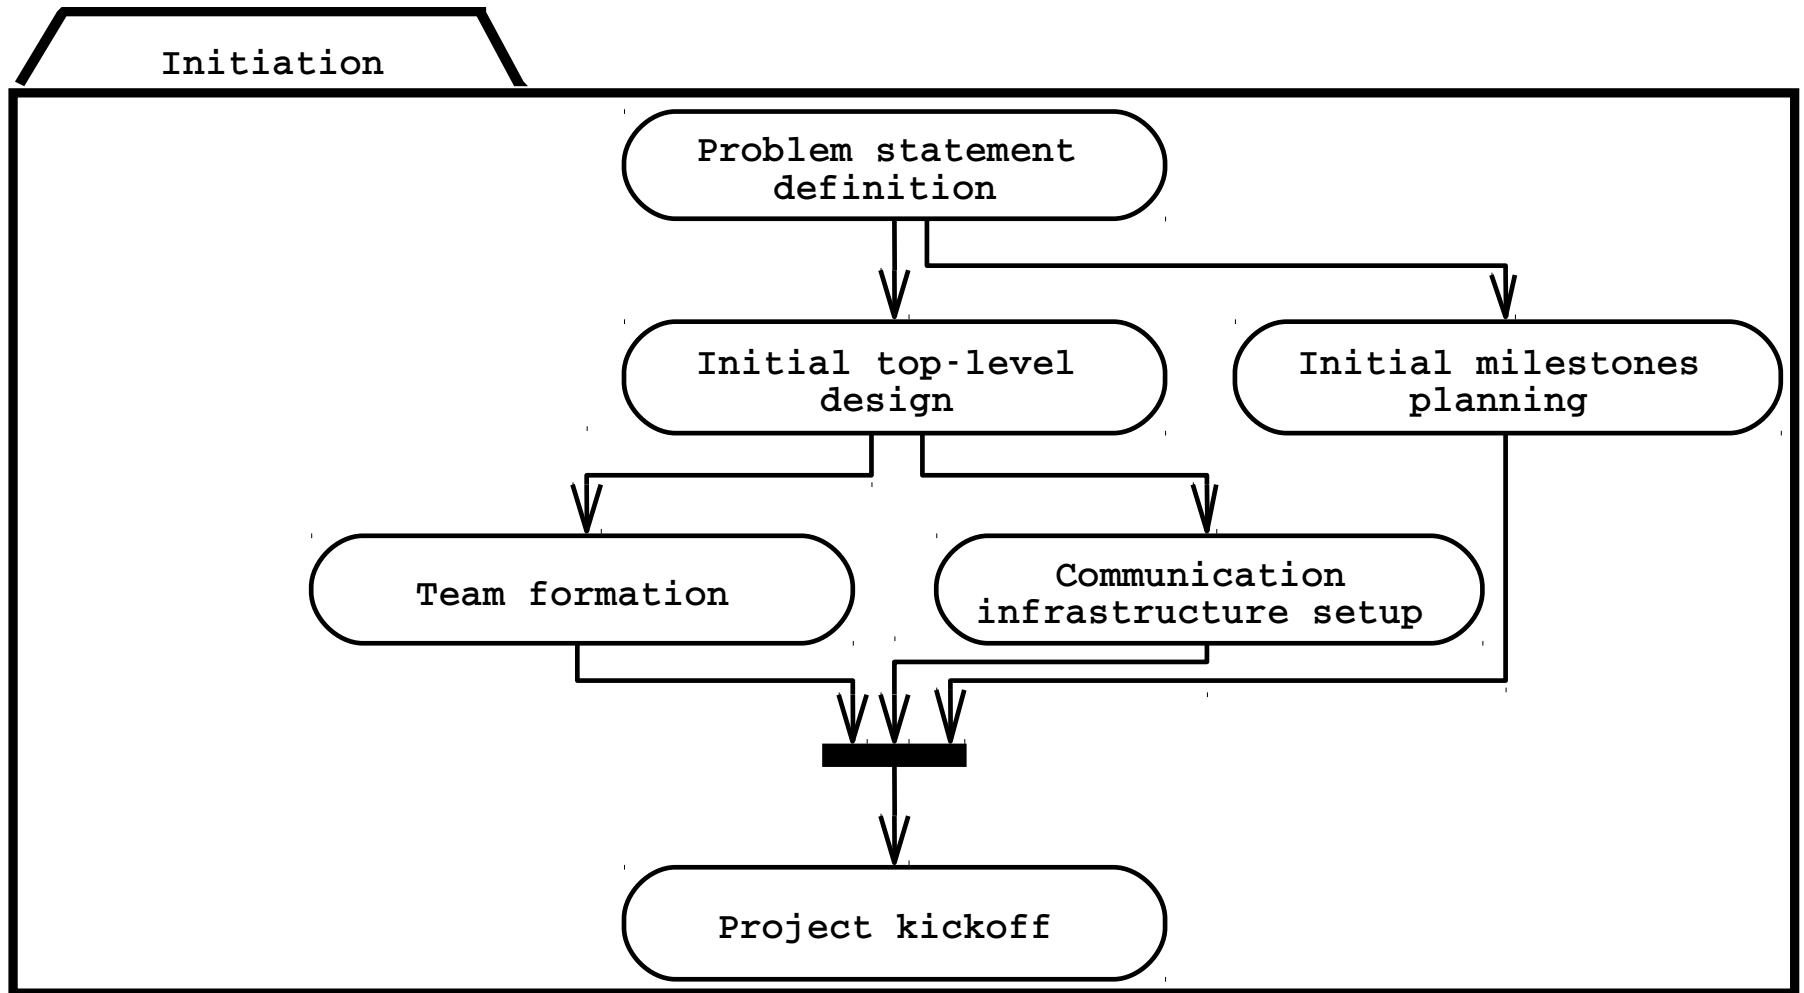 Initiation
Problem statement
definition
Initial top-level
design
Initial milestones
planning
Team formation
Communication
infrastructure setup
Project kickoff